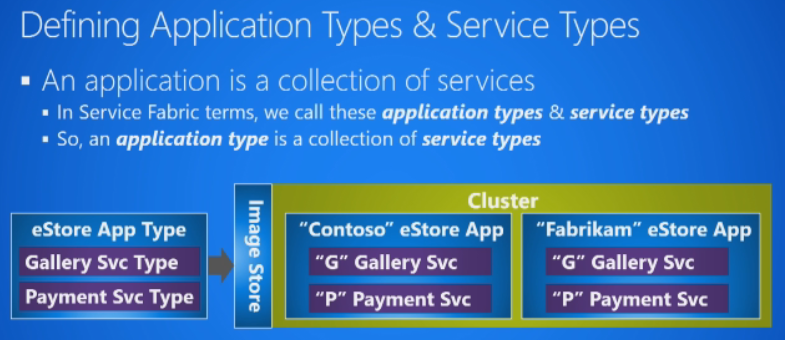 Defining Application Types & Service Types
▪ An application is a collection of services
▪ In Service Fabric terms, we call these application types & service types
▪ So, an application type is a collection of service types
eStore App Type
Gallery Svc Type
Payment Svc Type
Image Store
Cluster
“Contoso” eStore App
“G” Gallery Svc
“P” Payment Svc
“Fabrikam” eStore App
“G” Gallery Svc
“P” Payment Svc